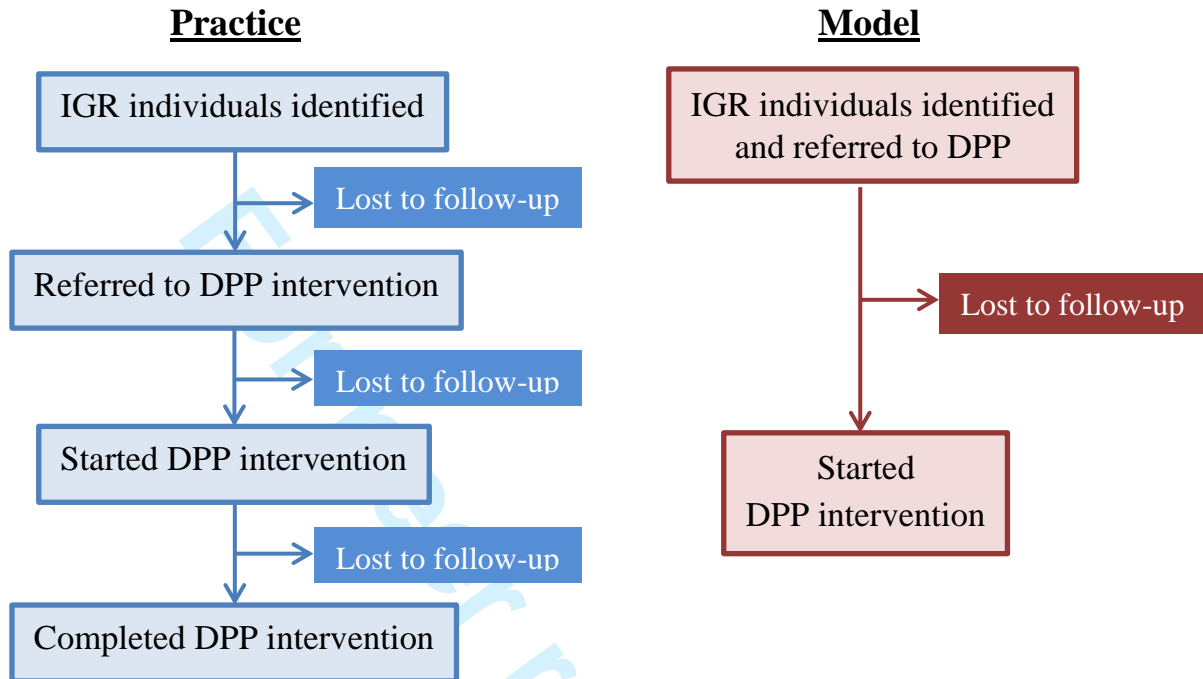 Practice
IGR individuals identified
Lost to follow-up
Referred to DPP intervention
Lost to follow-up
Started DPP intervention
Lost to follow-up
Completed DPP intervention
Model
IGR individuals identified
and referred to DPP
Lost to follow-up
Started
DPP intervention